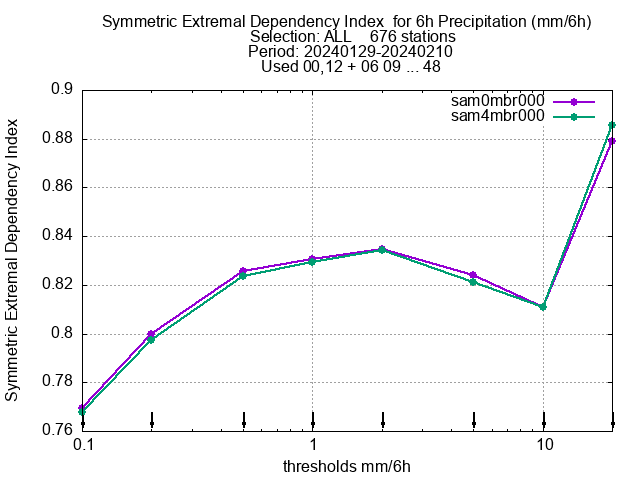 Symmetric Extremal Dependency Index  for 6h Precipitation (mm/6h)
Selection: ALL    676 stations
Period: 20240129-20240210
Used 00,12 + 06 09 ... 48
sam0mbr000
sam4mbr000
0.9
0.88
0.86
0.84
0.82
0.8
0.78
0.76
Symmetric Extremal Dependency Index
0.1
1
10
thresholds mm/6h